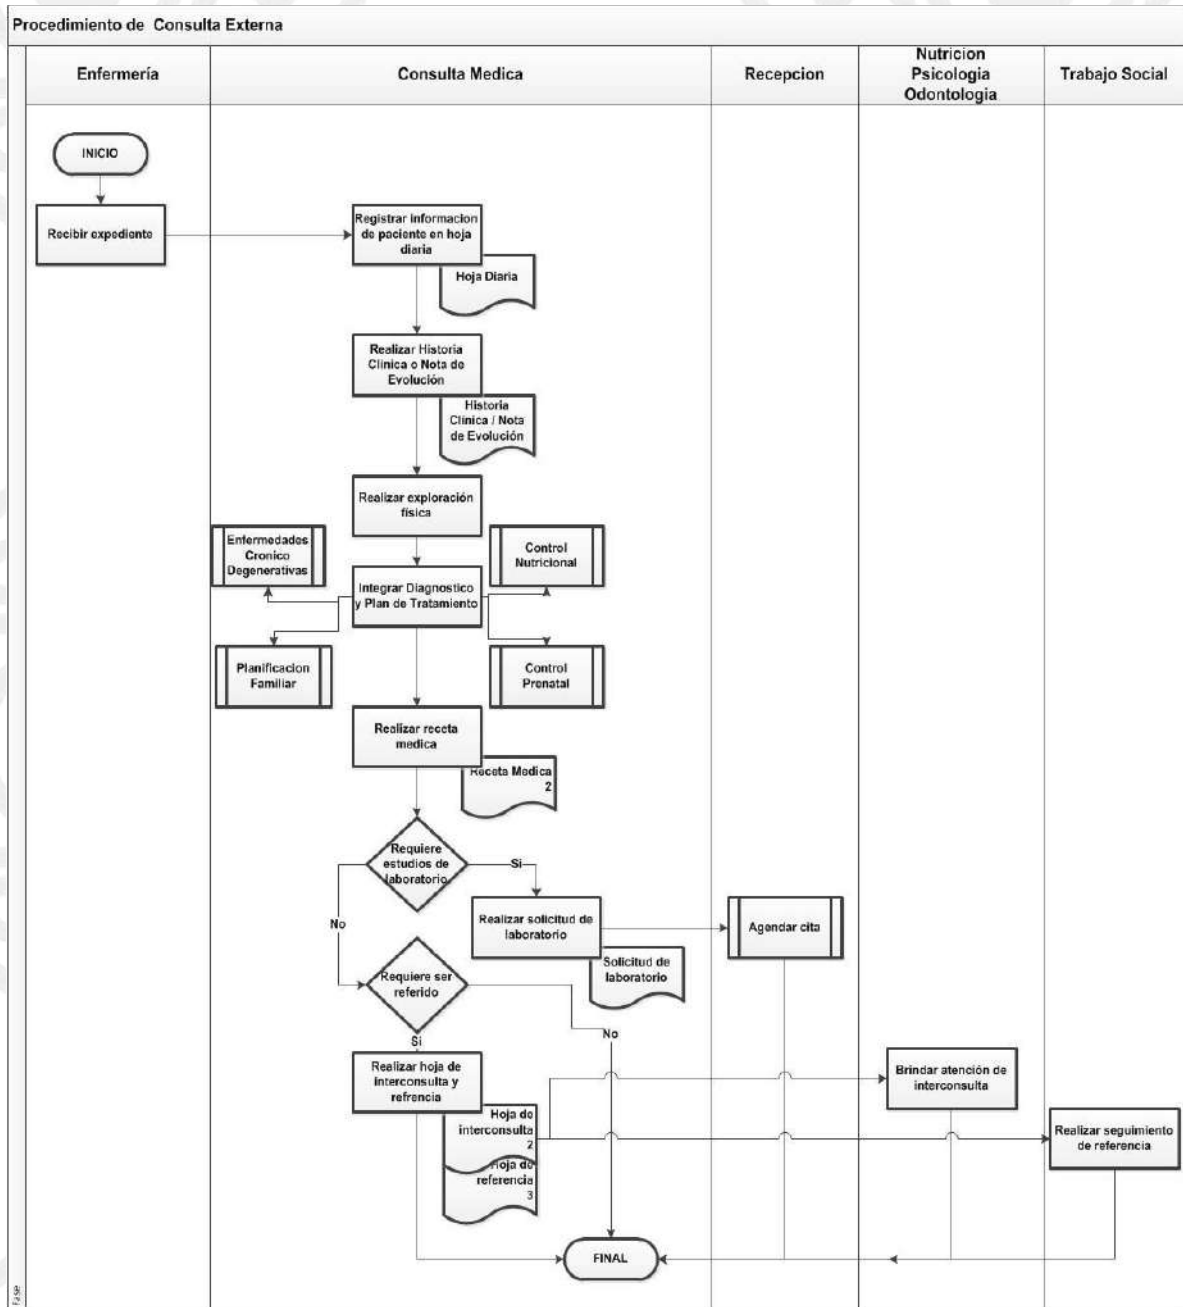 Procedimiento de Consulta Externa
Enfermería
Consulta Medica
Recepcion
Nutricion
Psicologia
Odontologia
Trabajo Social
INICIO
Recibir expediente
Registrar informacion
de paciente en hoja
diaria
Hoja Diaria
Realizar Historia
Clinica o Nota de
Evolución
Historia
Clínica / Nota
de Evolución
Realizar exploración
física
Enfermedades
Cronico
Degenerativas
Control
Nutricional
Integrar Diagnostico
y Plan de Tratamiento
Planificacion
Familiar
Control
Prenatal
Realizar receta
medica
Receta Medica
2
Requiere
estudios de
laboratorio
Si
No
Realizar solicitud de
laboratorio
Agendar cita
Solicitud de
laboratorio
Requiere ser
referido
No
Si
Realizar hoja de
interconsulta y
refrencia
Brindar atención de
interconsulta
Hoja de
interconsulta
2
Realizar seguimiento
de referencia
Hoja de
referencia
3
FINAL
Fase